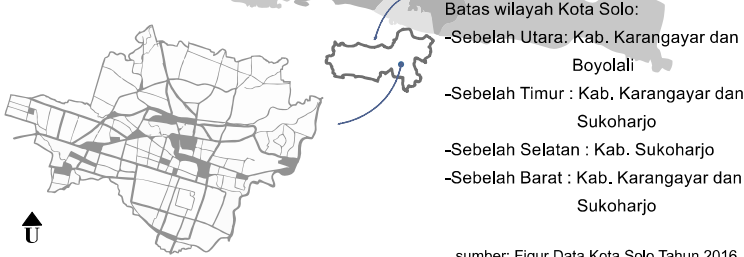 Batas wilayah Kota Solo:
-Sebelah Utara: Kab. Karangayar dan
Boyolali
-Sebelah Timur : Kab. Karangayar dan
Sukoharjo
-Sebelah Selatan : Kab. Sukoharjo
-Sebelah Barat : Kab. Karangayar dan
Sukoharjo
U
sumber: Figur Data Kota Solo Tahun 2016